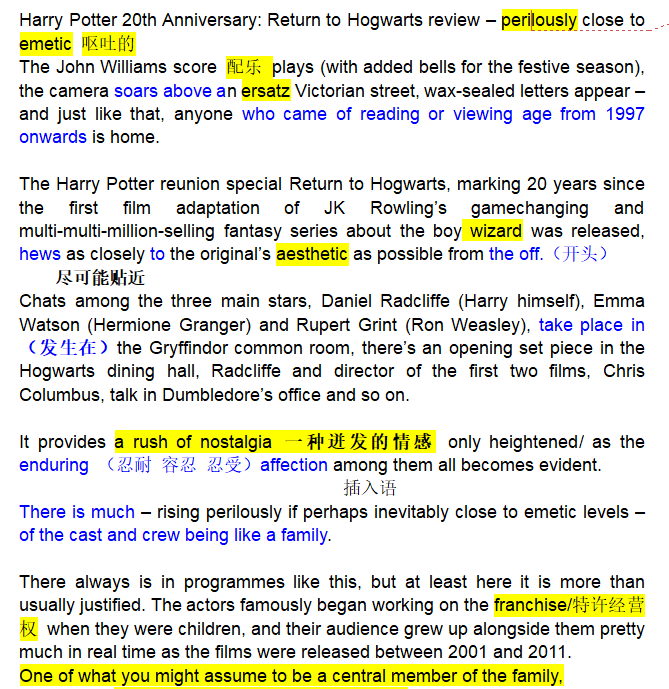 Harry Potter 20th Anniversary: Return to Hogwarts review – perilously close to
emetic 呕吐的
The John Williams score 配乐 plays (with added bells for the festive season),
the camera soars above an ersatz Victorian street, wax-sealed letters appear –
and just like that, anyone who came of reading or viewing age from 1997
onwards is home.
The Harry Potter reunion special Return to Hogwarts, marking 20 years since
the first film adaptation of JK Rowling’s gamechanging and
multi-multi-million-selling fantasy series about the boy wizard was released,
hews as closely to the original’s aesthetic as possible from the off.（开头）
尽可能贴近
Chats among the three main stars, Daniel Radcliffe (Harry himself), Emma
Watson (Hermione Granger) and Rupert Grint (Ron Weasley), take place in
（发生在）the Gryffindor common room, there’s an opening set piece in the
Hogwarts dining hall, Radcliffe and director of the first two films, Chris
Columbus, talk in Dumbledore’s office and so on.
It provides a rush of nostalgia 一种迸发的情感 only heightened/ as the
enduring （忍耐 容忍 忍受）affection among them all becomes evident.
插入语
There is much – rising perilously if perhaps inevitably close to emetic levels –
of the cast and crew being like a family.
There always is in programmes like this, but at least here it is more than
usually justified. The actors famously began working on the franchise/特许经营
权 when they were children, and their audience grew up alongside them pretty
much in real time as the films were released between 2001 and 2011.
One of what you might assume to be a central member of the family,